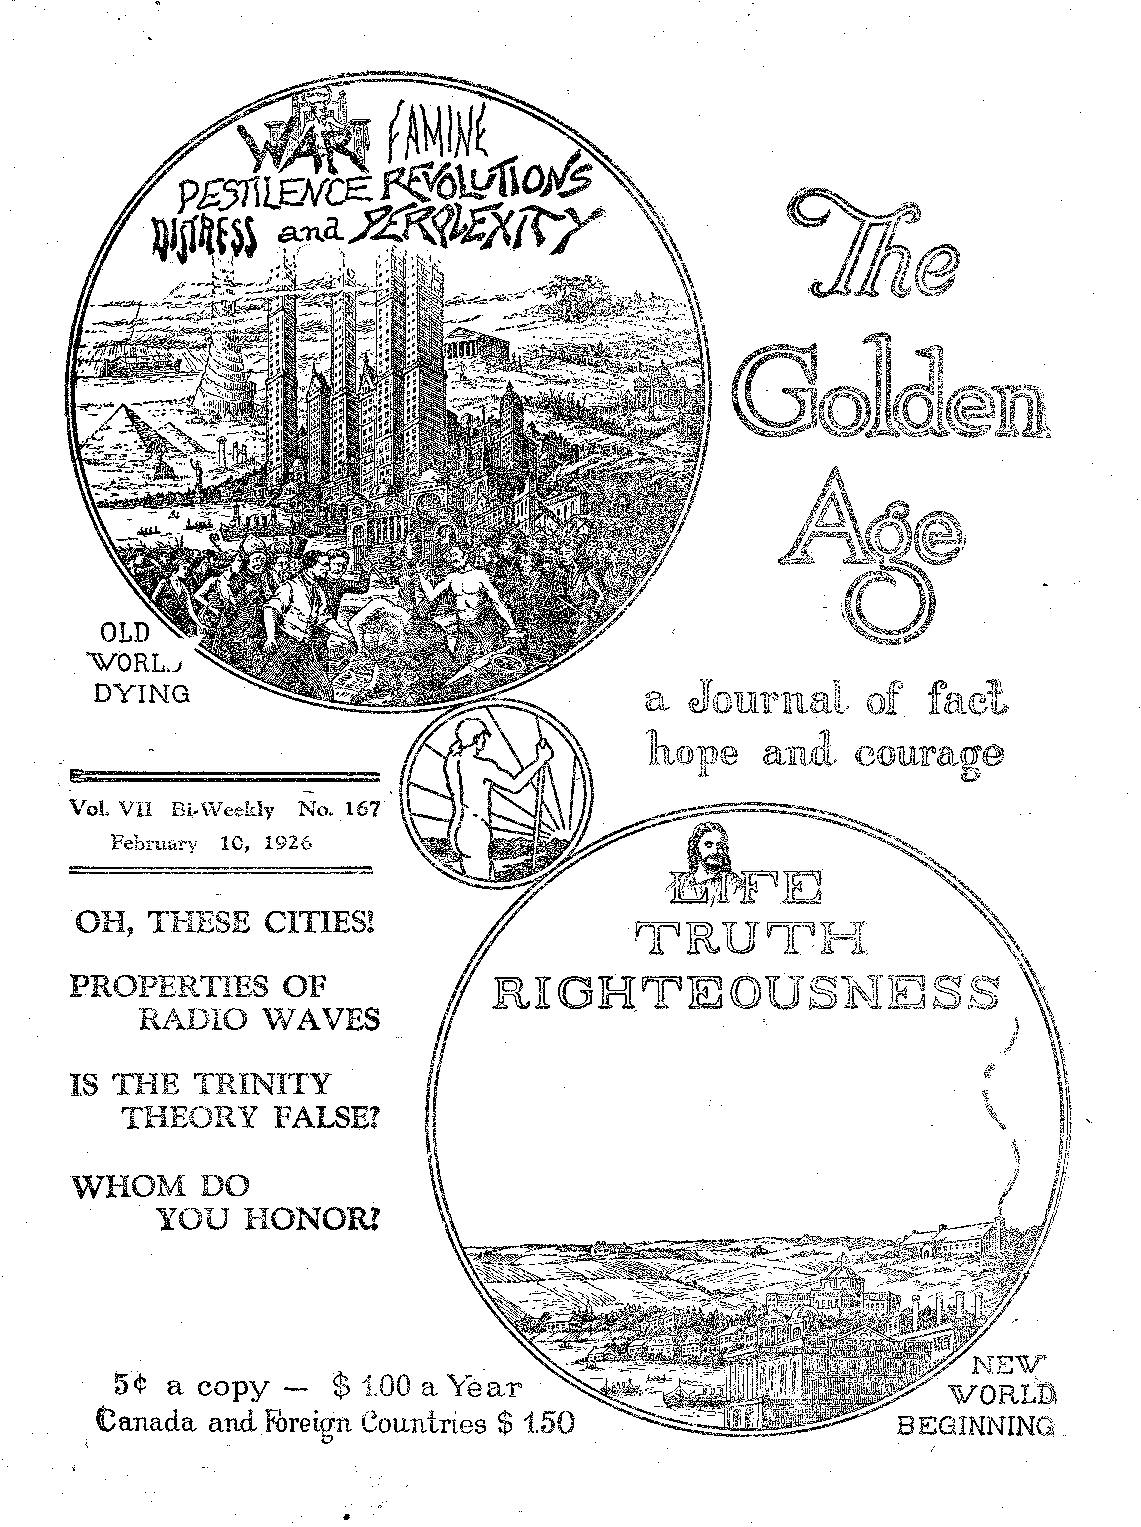 WAR FAMINE
PESTILENCE REVOLUTIONS
DISTRESS and PERPLEXITY
The
Golden
Age
a Journal of fact
hope and courage
OLD
WORL
DYING
Vol. VII Bi-Weekly No. 167
February 10, 1926
OH, THESE CITIES!
PROPERTIES OF
RADIO WAVES
IS THE TRINITY
THEORY FALSE?
WHOM DO
YOU HONOR?
LIFE
TRUTH
RIGHTEOUSNESS
NEW
WORLD
BEGINNING
5¢ a copy — $ 1.00 a Year
Canada and Foreign Countries $ 1.50